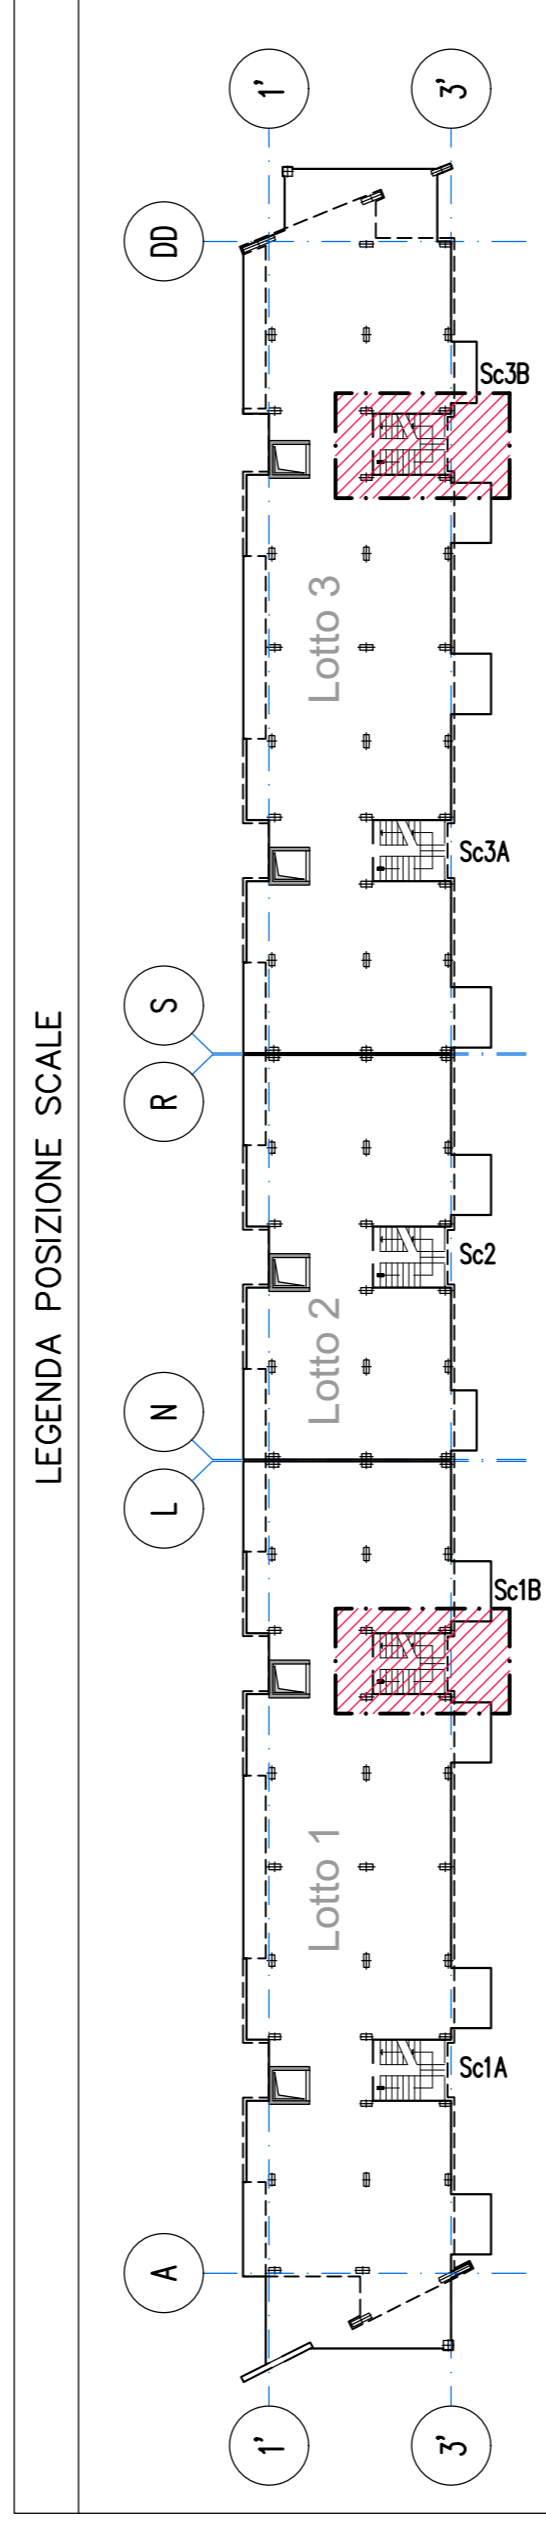 LEGENDA POSIZIONE SCALE
A
L
N
R
S
DD
1'
1'
Lotto 1
Lotto 2
Lotto 3
3'
3'
Sc1A
Sc1B
Sc2
Sc3A
Sc3B